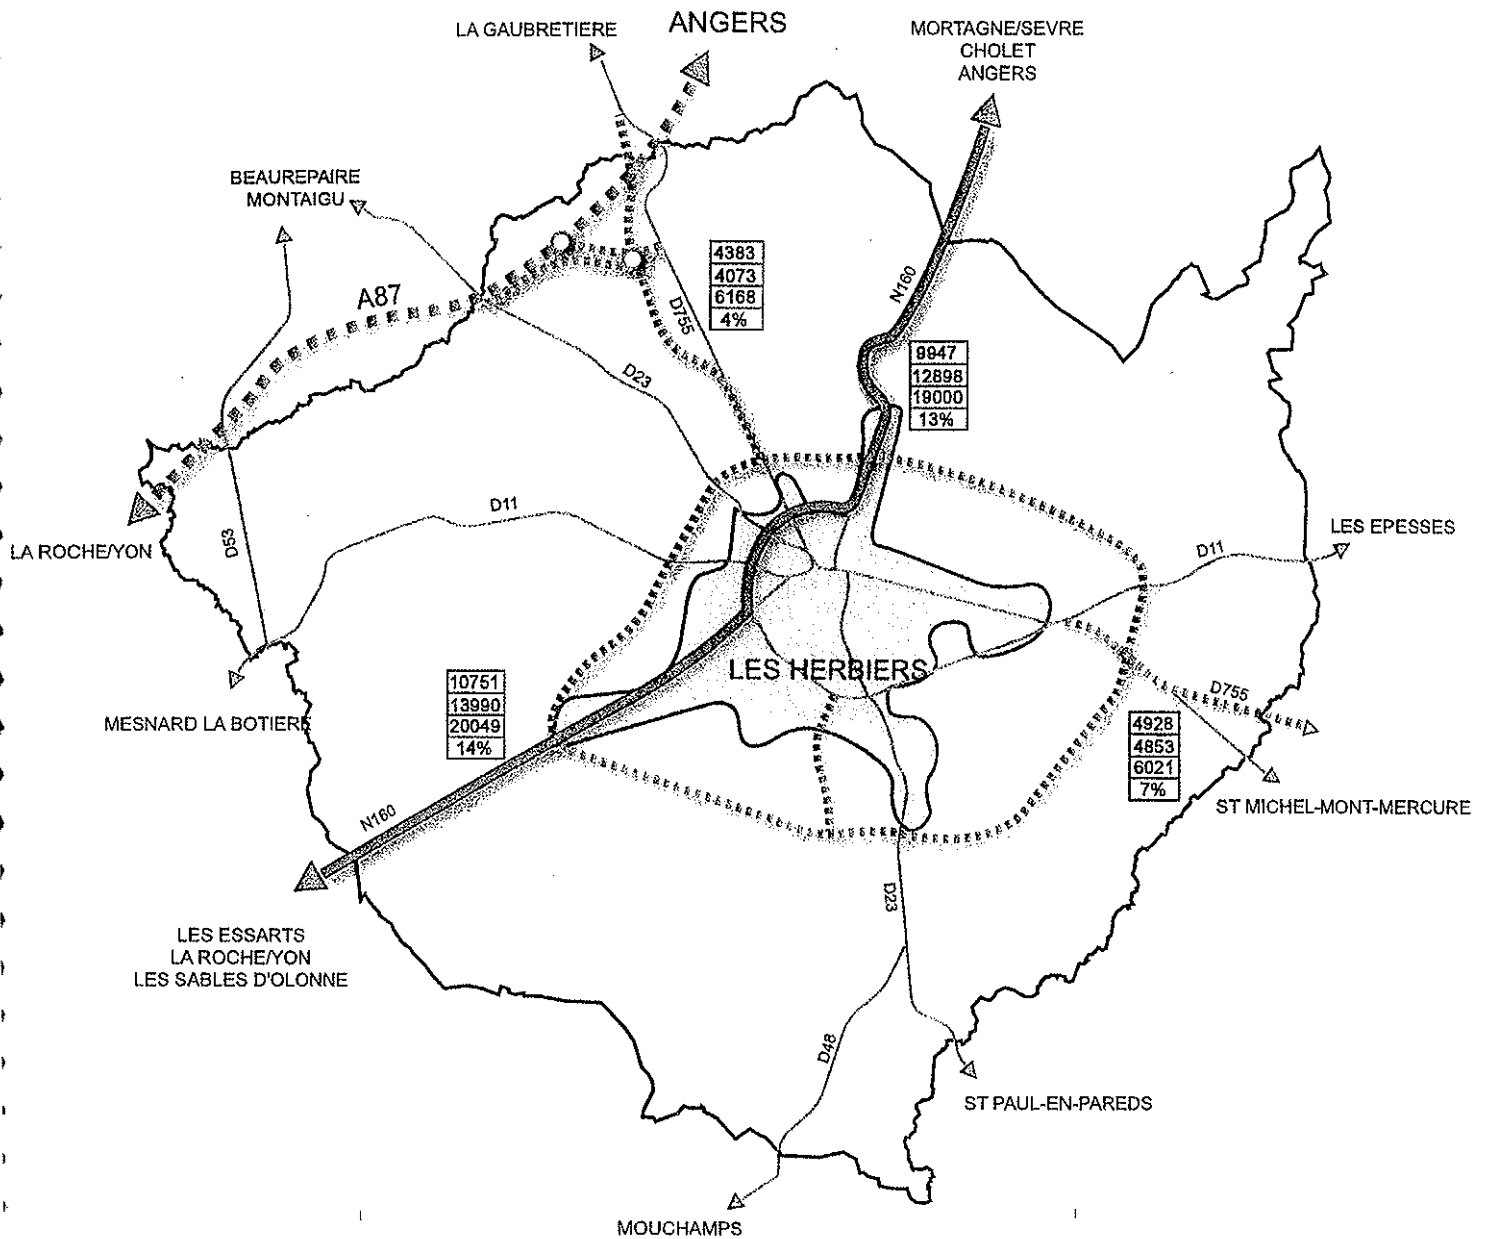 LA GAUBRETIERE
ANGERS
MORTAGNE/SEVRE
CHOLET
ANGERS
BEAUREPAIRE
MONTAIGU
A87
4383
4073
6168
4%
D755
N160
9947
12898
19000
13%
D23
D11
LA ROCHE/YON
D53
LES EPESSES
D11
LES HERBIERS
10751
13990
20049
14%
MESNARD LA BOTIERE
D755
4928
4853
6021
7%
ST MICHEL-MONT-MERCURE
N160
D23
LES ESSARTS
LA ROCHE/YON
LES SABLES D'OLONNE
D48
ST PAUL-EN-PAREDS
MOUCHAMPS